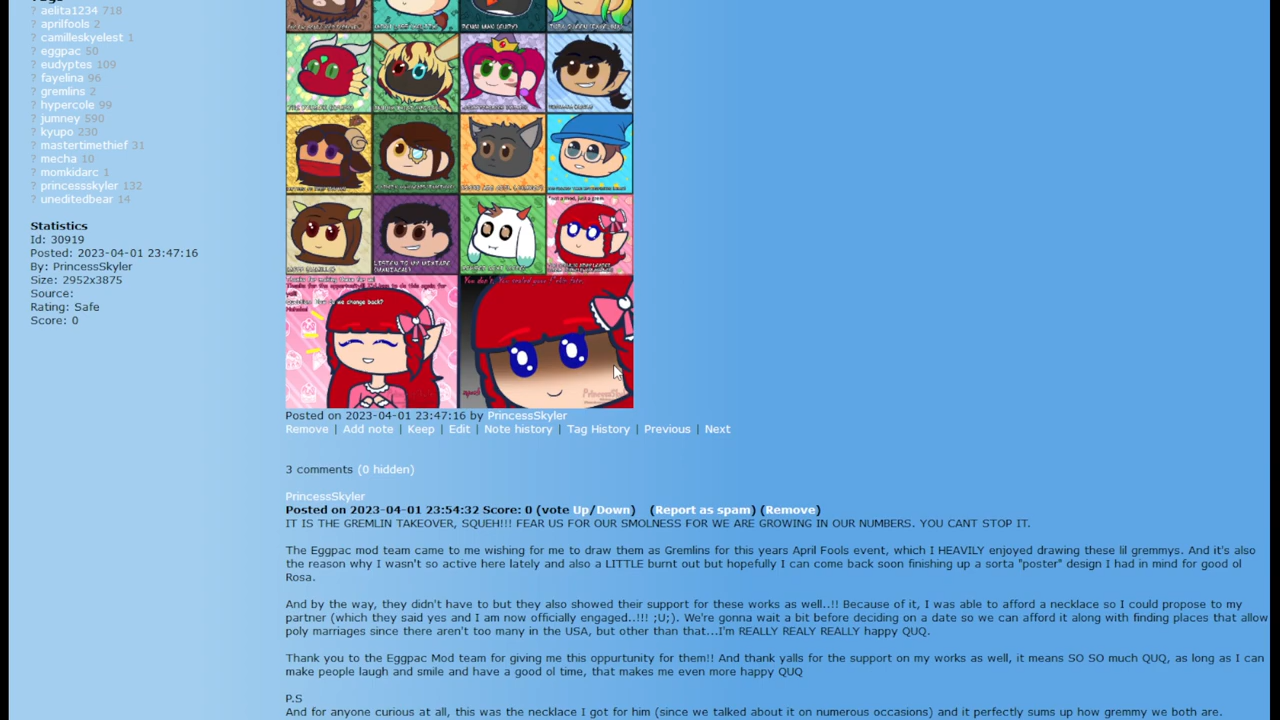 ? aelita1234 718
? aprilfools 2
? camilleskyelest 1
? eggpac 50
? eudyptes 109
? fayelina 96
? gremlins 2
? hypercole 99
? jumney 590
? kyupo 230
? mastertimethief 31
? mecha 10
? momkidarc 1
? princessskyler 132
? uneditedbear 14
Statistics
Id: 30919
Posted: 2023-04-01 23:47:16
By: PrincessSkyler
Size: 2952x3875
Source:
Rating: Safe
Score: 0
LISTEN TO MY MIXTAPE
(MANIACAL)
Posted on 2023-04-01 23:47:16 by PrincessSkyler
Remove | Add note | Keep | Edit | Note history | Tag History | Previous | Next
3 comments (0 hidden)
PrincessSkyler
Posted on 2023-04-01 23:54:32 Score: 0 (vote Up/Down) (Report as spam) (Remove)
IT IS THE GREMLIN TAKEOVER, SQUEH!!! FEAR US FOR OUR SMOLNESS FOR WE ARE GROWING IN OUR NUMBERS. YOU CANT STOP IT.
The Eggpac mod team came to me wishing for me to draw them as Gremlins for this years April Fools event, which I HEAVILY enjoyed drawing these lil gremmys. And it's also
the reason why I wasn't so active here lately and also a LITTLE burnt out but hopefully I can come back soon finishing up a sorta "poster" design I had in mind for good ol
Rosa.
And by the way, they didn't have to but they also showed their support for these works as well..!! Because of it, I was able to afford a necklace so I could propose to my
partner (which they said yes and I am now officially engaged..!!! ;U;). We're gonna wait a bit before deciding on a date so we can afford it along with finding places that allow
poly marriages since there aren't too many in the USA, but other than that...I'm REALLY REALY REALLY happy QUQ.
Thank you to the Eggpac Mod team for giving me this oppurtunity for them!! And thank yalls for the support on my works as well, it means SO SO much QUQ, as long as I can
make people laugh and smile and have a good ol time, that makes me even more happy QUQ
P.S
And for anyone curious at all, this was the necklace I got for him (since we talked about it on numerous occasions) and it perfectly sums up how gremmy we both are.